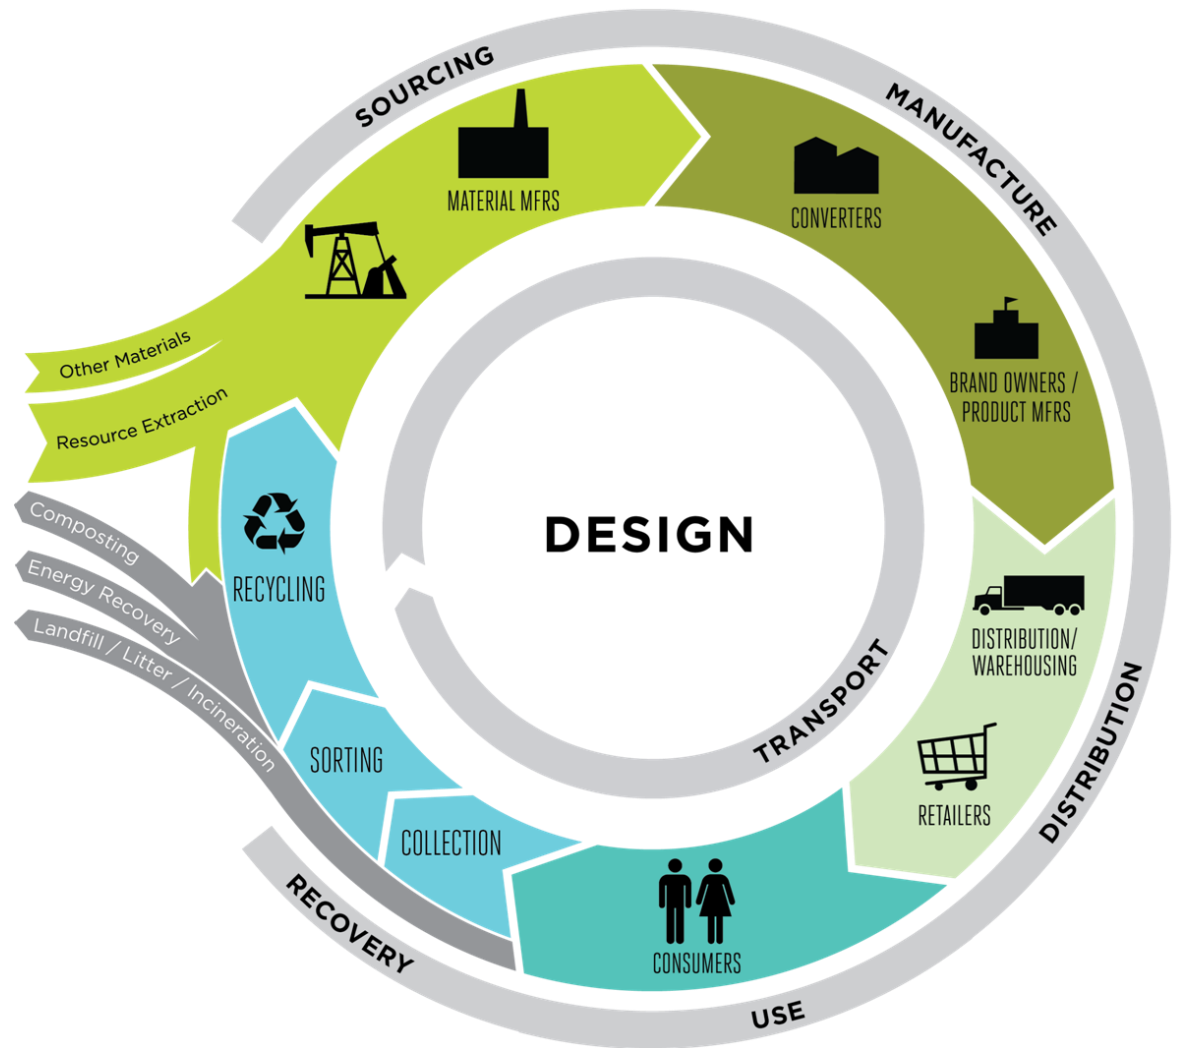 SOURCING
MANUFACTURE
MATERIAL MFRS
CONVERTERS
BRAND OWNERS /
PRODUCT MFRS
Other Materials
Resource Extraction
Composting
Energy Recovery
Landfill / Litter / Incineration
RECYCLING
DESIGN
DISTRIBUTION/
WAREHOUSING
TRANSPORT
DISTRIBUTION
SORTING
RETAILERS
COLLECTION
CONSUMERS
RECOVERY
USE